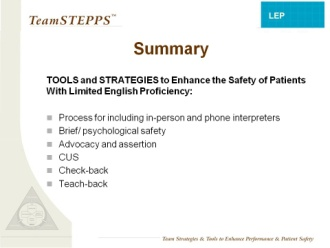 TeamSTEPPS™
LEP
Summary
TOOLS and STRATEGIES to Enhance the Safety of Patients
With Limited English Proficiency:
Process for including in-person and phone interpreters
Brief/ psychological safety
Advocacy and assertion
CUS
Check-back
Teach-back
Team Strategies & Tools to Enhance Performance & Patient Safety